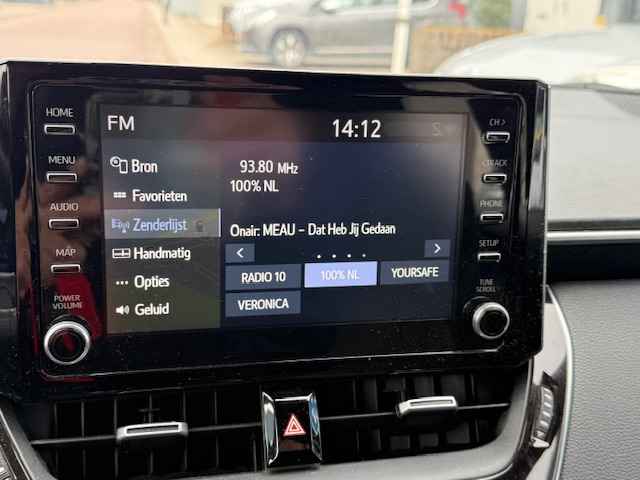 HOME
MENU
AUDIO
MAP
POWER
VOLUME
FM
14:12
Bron
Favorieten
Zenderlijst
Handmatig
Opties
Geluid
93.80 MHz
100% NL
Onair: MEAU – Dat Heb Jij Gedaan
RADIO 10
100% NL
YOURSAFE
VERONICA
CH >
PHONE
SETUP
TUNE
SCROLL